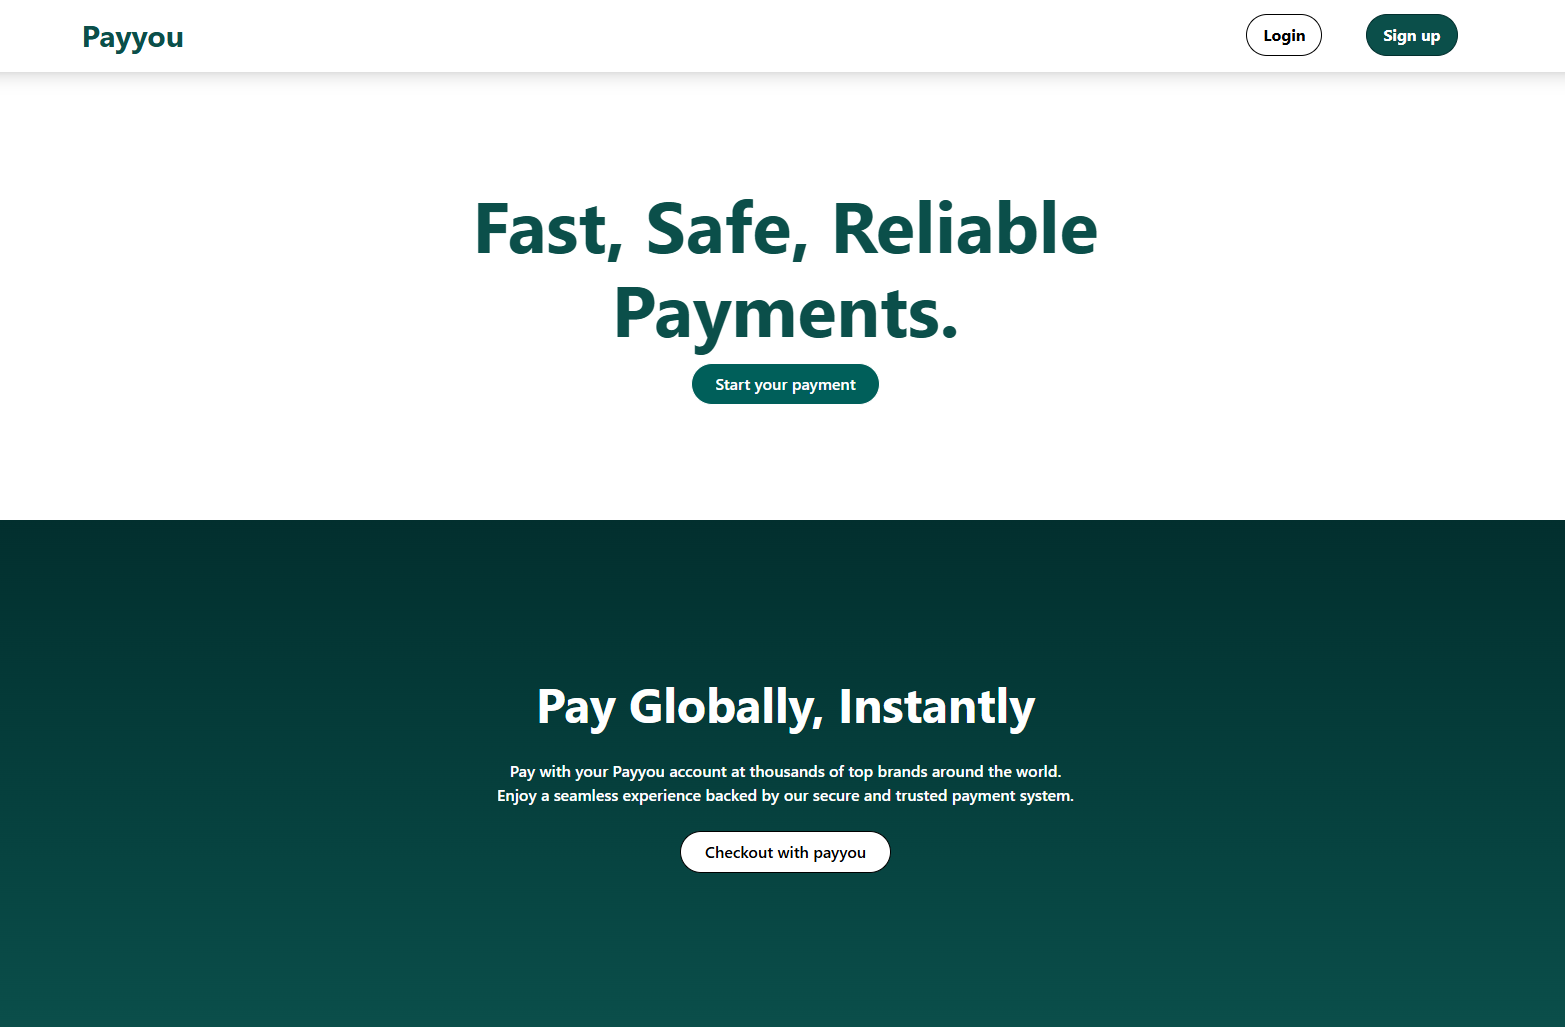 Payyou
Login
Sign up
Fast, Safe, Reliable
Payments.
Start your payment
Pay Globally, Instantly
Pay with your Payyou account at thousands of top brands around the world.
Enjoy a seamless experience backed by our secure and trusted payment system.
Checkout with payyou